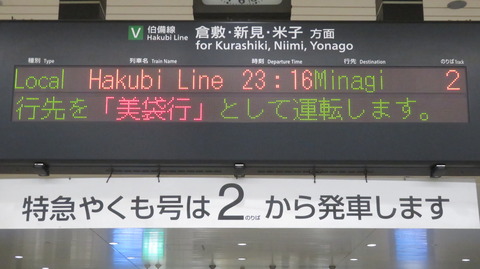 V 伯備線 倉敷・新見・米子 方面
Hakubi Line for Kurashiki, Niimi, Yonago
種別 Type 列車名 Train Name 時刻 Departure Time 行先 Destination のりば Track No.
Local Hakubi Line 23:16 Minagi 2
行先を「美袋行」として運転します。
特急やくも号は2のりばから発車します